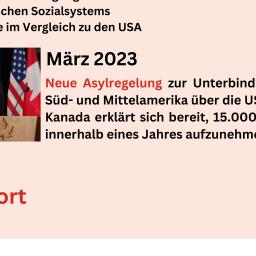 chen Sozialsystems
e im Vergleich zu den USA
März 2023
Neue Asylregelung zur Unterbind
Süd- und Mittelamerika über die US
Kanada erklärt sich bereit, 15.000
innerhalb eines Jahres aufzunehme
ort